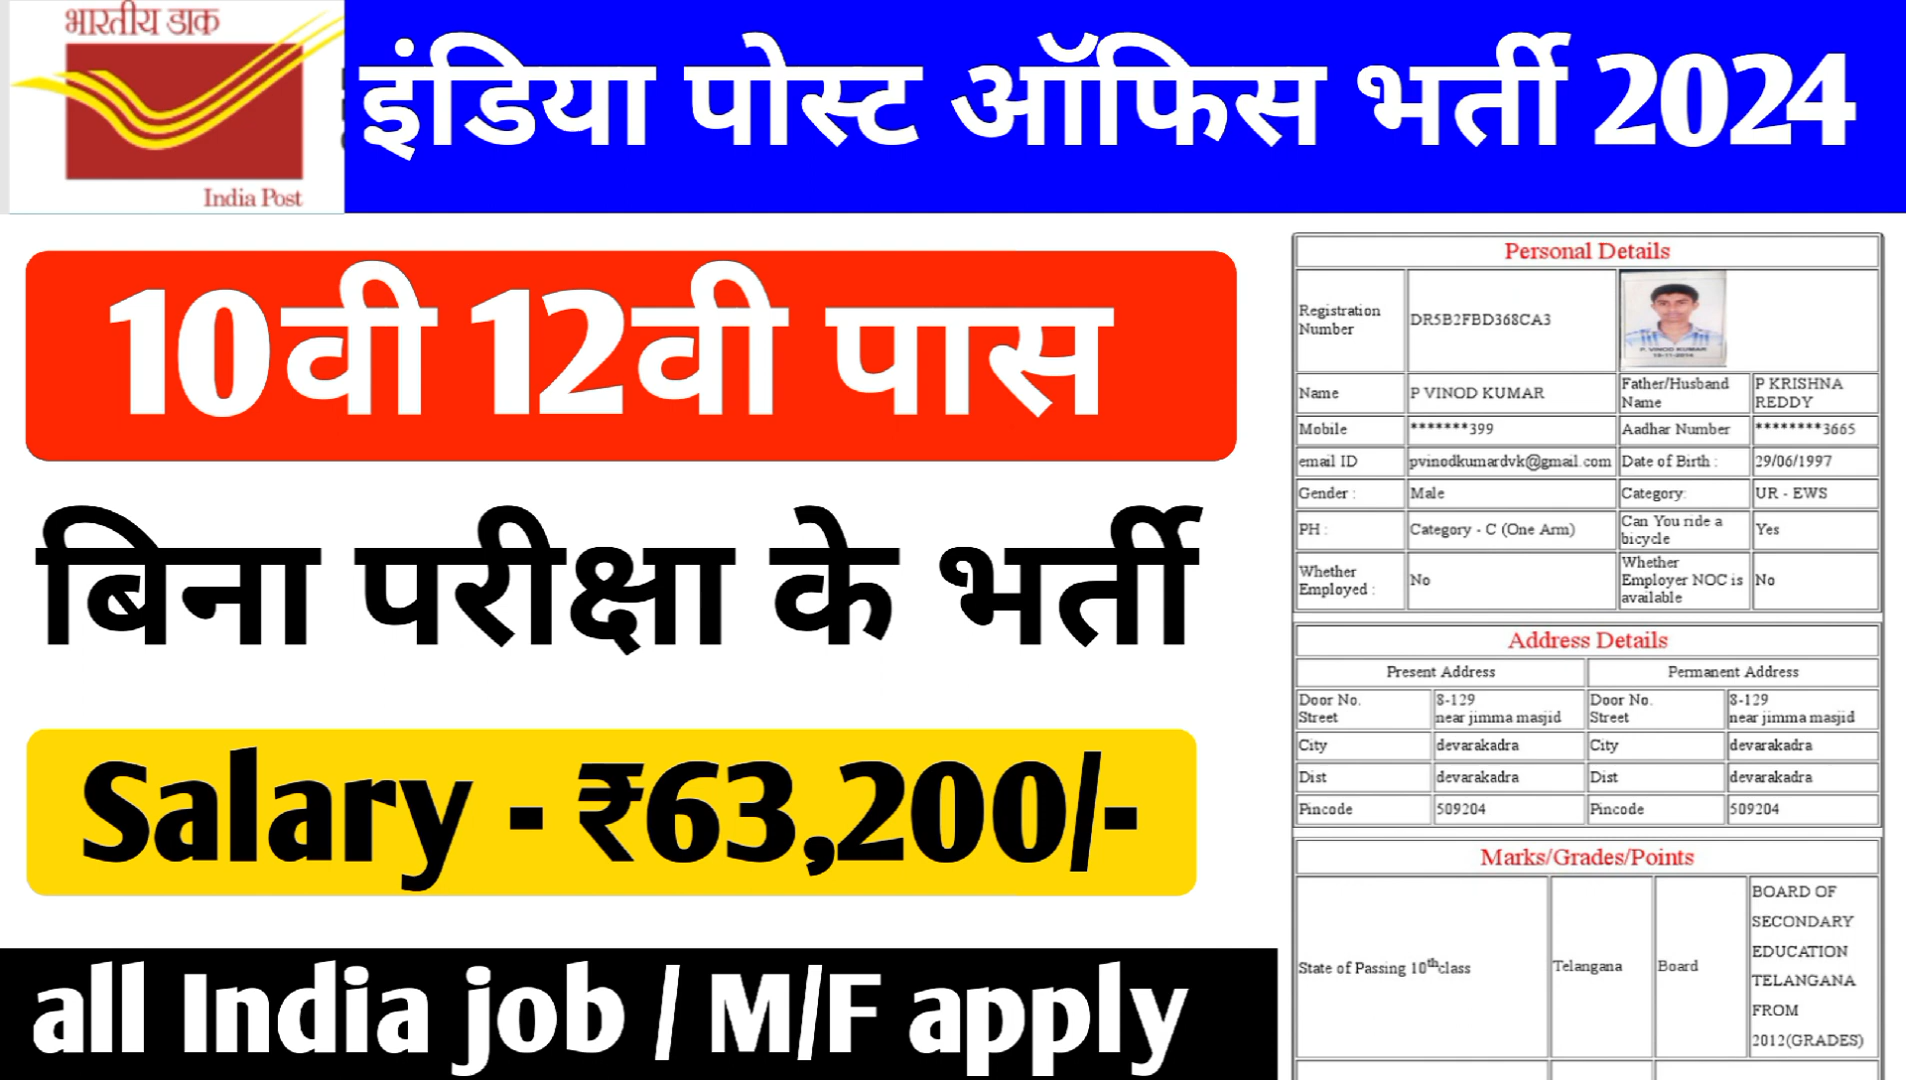 भारतीय डाक
India Post
इंडिया पोस्ट ऑफिस भर्ती 2024
10वी 12वी पास
बिना परीक्षा के भर्ती
Salary - ₹63,200/-
all India job / M/F apply
Personal Details
Registration Number DR5B2FBD368CA3
P. VINOD KUMAR
19-11-2014
Name P VINOD KUMAR Father/Husband Name P KRISHNA REDDY
Mobile *******399 Aadhar Number ********3665
email ID pvinodkumardvk@gmail.com Date of Birth : 29/06/1997
Gender : Male Category: UR - EWS
PH : Category - C (One Arm) Can You ride a bicycle Yes
Whether Employed : No Whether Employer NOC is available No
Address Details
Present Address Permanent Address
Door No. 8-129 Door No. 8-129
Street near jimma masjid Street near jimma masjid
City devarakadra City devarakadra
Dist devarakadra Dist devarakadra
Pincode 509204 Pincode 509204
Marks/Grades/Points
State of Passing 10th class Telangana Board BOARD OF SECONDARY EDUCATION TELANGANA FROM 2012(GRADES)